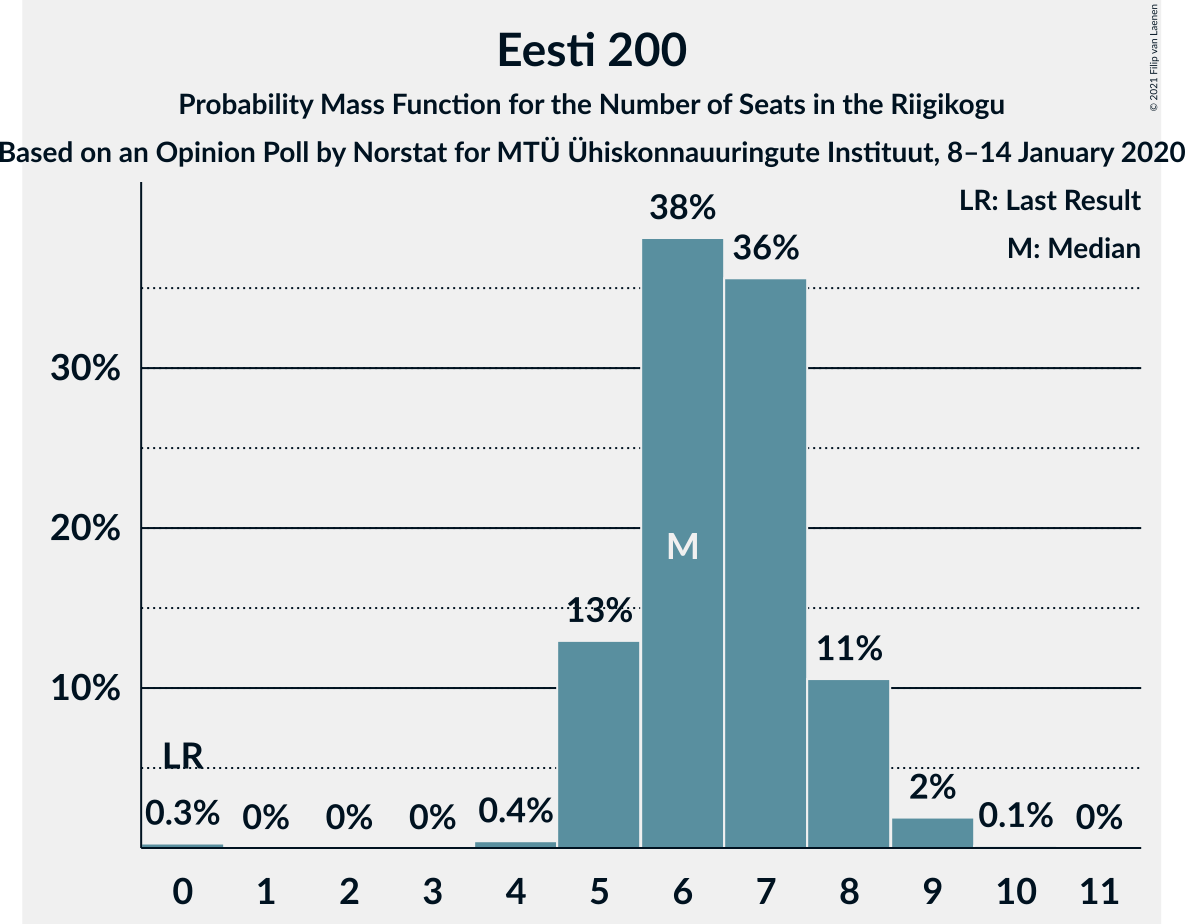 Eesti 200
Probability Mass Function for the Number of Seats in the Riigikogu
Based on an Opinion Poll by Norstat for MTÜ Ühiskonnauuringute Instituut, 8–14 January 2020
© 2021 Filip van Laenen
LR: Last Result
M: Median
38%
36%
30%
20%
M
13%
11%
10%
LR
0.3%
0%
0%
0%
0.4%
2%
0.1%
0%
0 1 2 3 4 5 6 7 8 9 10 11